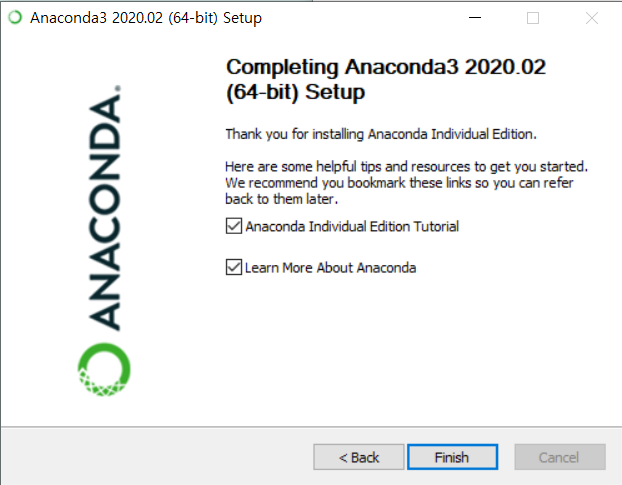 Anaconda3 2020.02 (64-bit) Setup
ANACONDA.
Completing Anaconda3 2020.02
(64-bit) Setup
Thank you for installing Anaconda Individual Edition.
Here are some helpful tips and resources to get you started.
We recommend you bookmark these links so you can refer
back to them later.
Anaconda Individual Edition Tutorial
Learn More About Anaconda
< Back
Finish
Cancel